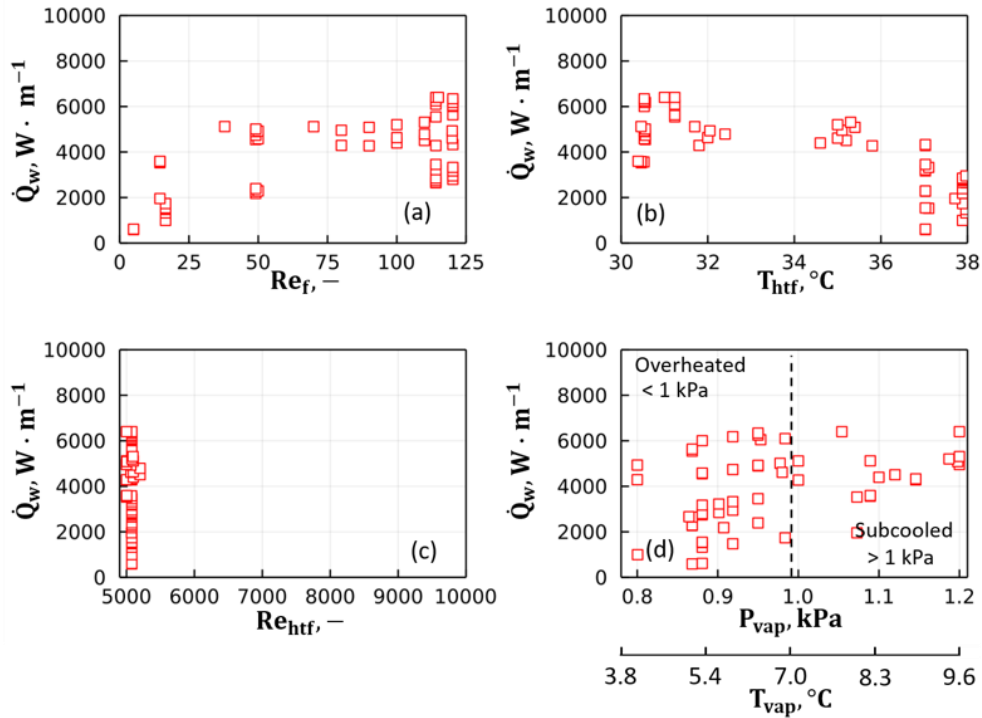 10000
8000
6000
4000
2000
0
Q̇w, W · m⁻¹
(a)
0 25 50 75 100 125
Ref, −
10000
8000
6000
4000
2000
0
Q̇w, W · m⁻¹
(b)
30 32 34 36 38
Thtf, °C
10000
8000
6000
4000
2000
0
Q̇w, W · m⁻¹
(c)
5000 6000 7000 8000 9000 10000
Rehtf, −
10000
8000
6000
4000
2000
0
Q̇w, W · m⁻¹
Overheated
< 1 kPa
(d)
Subcooled
> 1 kPa
0.8 0.9 1.0 1.1 1.2
Pvap, kPa
3.8 5.4 7.0 8.3 9.6
Tvap, °C